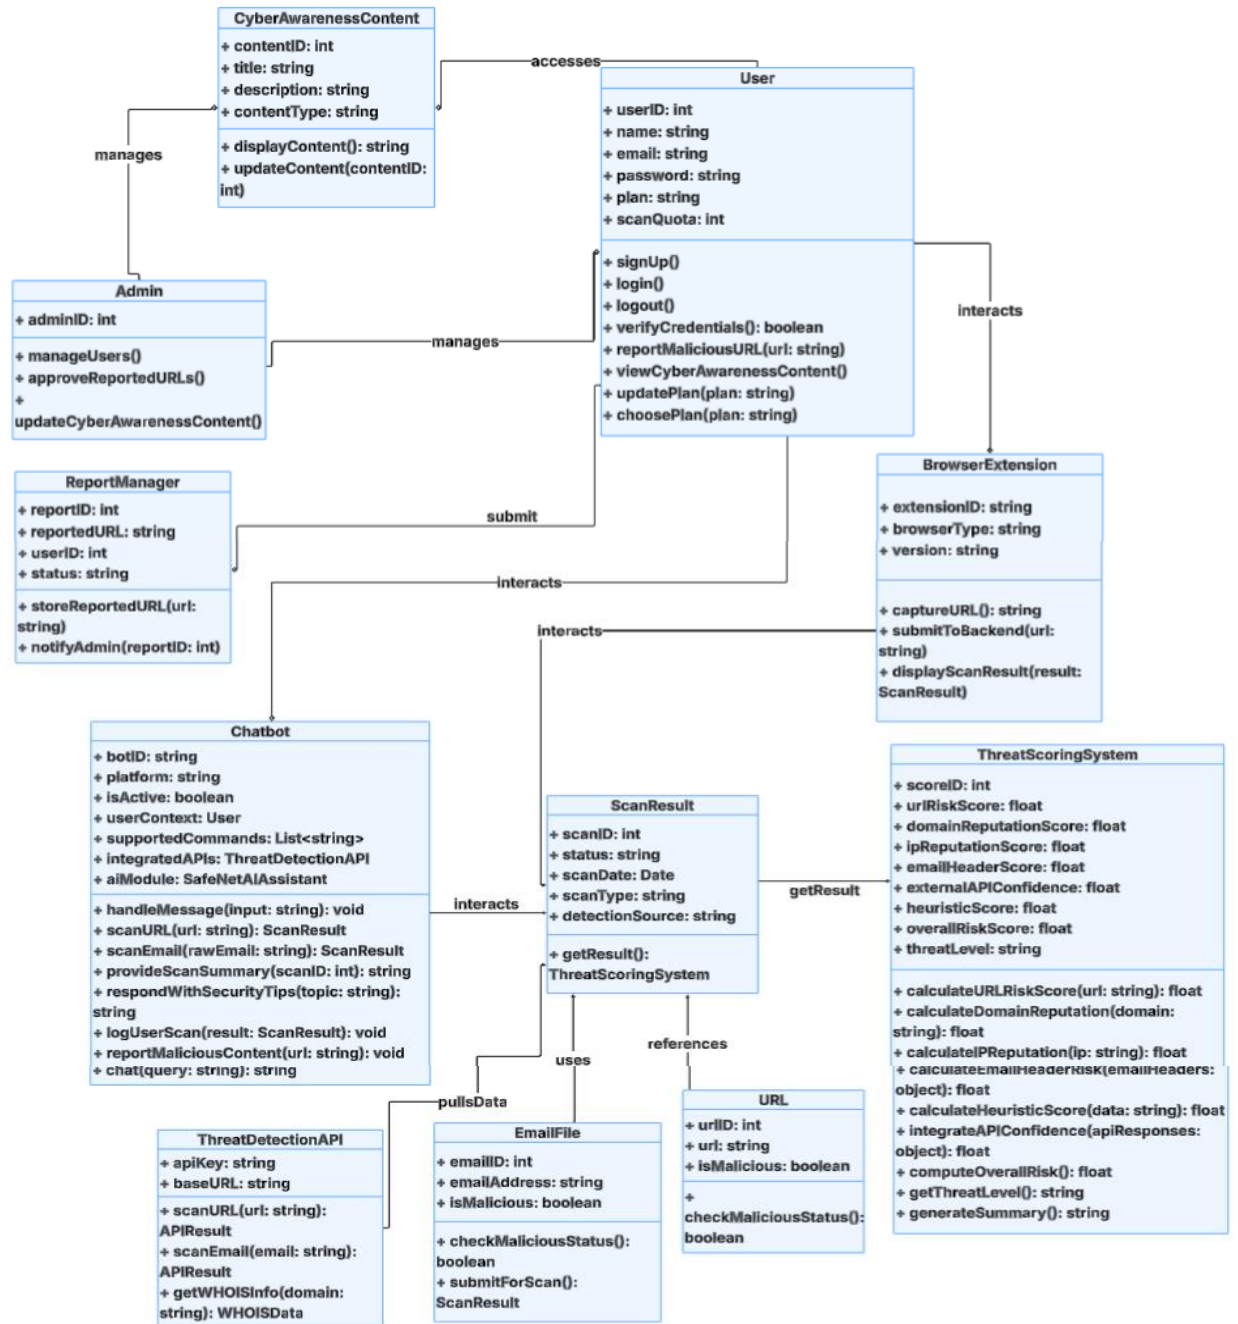 CyberAwarenessContent
+ contentID: int
+ title: string
+ description: string
+ contentType: string
+ displayContent(): string
+ updateContent(contentID:
int)
accesses
User
+ userID: int
+ name: string
+ email: string
+ password: string
+ plan: string
+ scanQuota: int
+ signUp()
+ login()
+ logout()
+ verifyCredentials(): boolean
+ reportMaliciousURL(url: string)
+ viewCyberAwarenessContent()
+ updatePlan(plan: string)
+ choosePlan(plan: string)
manages
Admin
+ adminID: int
+ manageUsers()
+ approveReportedURLs()
+
updateCyberAwarenessContent()
manages
interacts
ReportManager
+ reportID: int
+ reportedURL: string
+ userID: int
+ status: string
+ storeReportedURL(url:
string)
+ notifyAdmin(reportID: int)
submit
BrowserExtension
+ extensionID: string
+ browserType: string
+ version: string
+ captureURL(): string
+ submitToBackend(url:
string)
+ displayScanResult(result:
ScanResult)
interacts
interacts
Chatbot
+ botID: string
+ platform: string
+ isActive: boolean
+ userContext: User
+ supportedCommands: List<string>
+ integratedAPIs: ThreatDetectionAPI
+ aiModule: SafeNetAIAssistant
+ handleMessage(input: string): void
+ scanURL(url: string): ScanResult
+ scanEmail(rawEmail: string): ScanResult
+ provideScanSummary(scanID: int): string
+ respondWithSecurityTips(topic: string):
string
+ logUserScan(result: ScanResult): void
+ reportMaliciousContent(url: string): void
+ chat(query: string): string
interacts
ScanResult
+ scanID: int
+ status: string
+ scanDate: Date
+ scanType: string
+ detectionSource: string
+ getResult():
ThreatScoringSystem
getResult
ThreatScoringSystem
+ scoreID: int
+ urlRiskScore: float
+ domainReputationScore: float
+ ipReputationScore: float
+ emailHeaderScore: float
+ externalAPIConfidence: float
+ heuristicScore: float
+ overallRiskScore: float
+ threatLevel: string
+ calculateURLRiskScore(url: string): float
+ calculateDomainReputation(domain:
string): float
+ calculateIPReputation(ip: string): float
+ calculateEmailHeaderRisk(emailHeaders:
object): float
+ calculateHeuristicScore(data: string): float
+ integrateAPIConfidence(apiResponses:
object): float
+ computeOverallRisk(): float
+ getThreatLevel(): string
+ generateSummary(): string
references
uses
pullsData
ThreatDetectionAPI
+ apiKey: string
+ baseURL: string
+ scanURL(url: string):
APIResult
+ scanEmail(email: string):
APIResult
+ getWHOISInfo(domain:
string): WHOISData
EmailFile
+ emailID: int
+ emailAddress: string
+ isMalicious: boolean
+ checkMaliciousStatus():
boolean
+ submitForScan():
ScanResult
URL
+ urlID: int
+ url: string
+ isMalicious: boolean
+
checkMaliciousStatus():
boolean